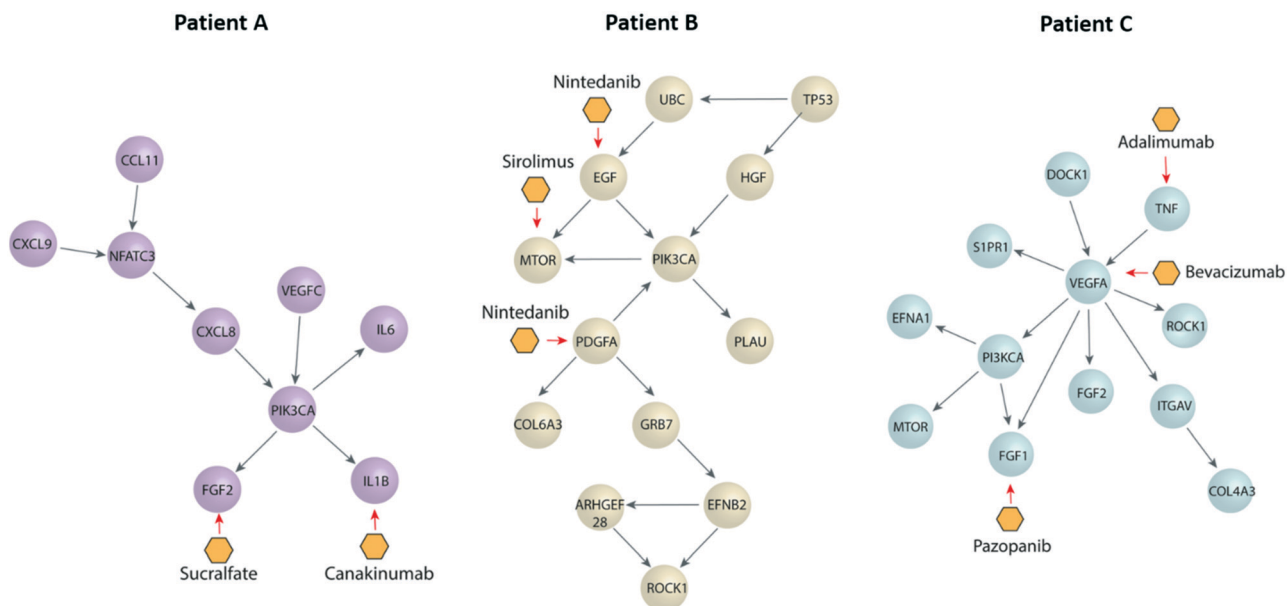 Patient A
CCL11
CXCL9
NFATC3
VEGFC
CXCL8
IL6
PIK3CA
FGF2
IL1B
Sucralfate
Canakinumab
Patient B
Nintedanib
UBC
TP53
Sirolimus
EGF
HGF
MTOR
PIK3CA
Nintedanib
PDGFA
PLAU
COL6A3
GRB7
ARHGEF
28
EFNB2
ROCK1
Patient C
Adalimumab
DOCK1
TNF
S1PR1
VEGFA
Bevacizumab
EFNA1
ROCK1
PI3KCA
FGF2
ITGAV
MTOR
FGF1
COL4A3
Pazopanib